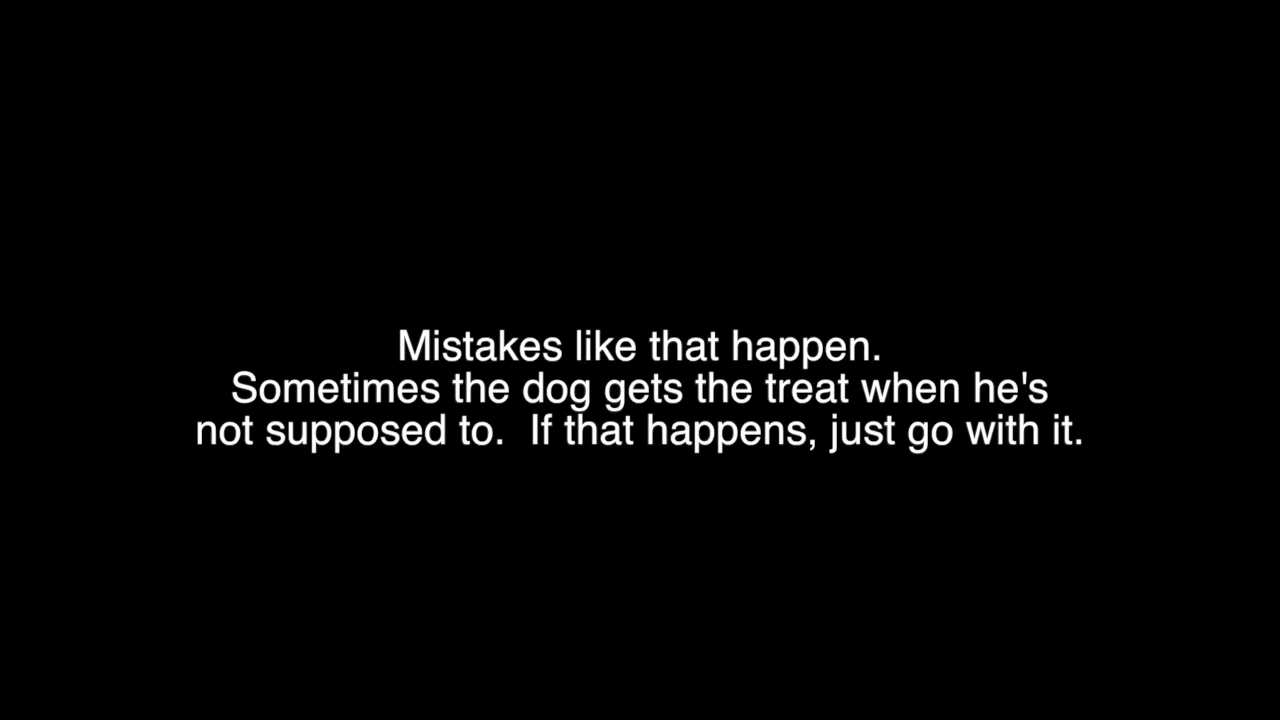 Mistakes like that happen.
Sometimes the dog gets the treat when he's
not supposed to.  If that happens, just go with it.